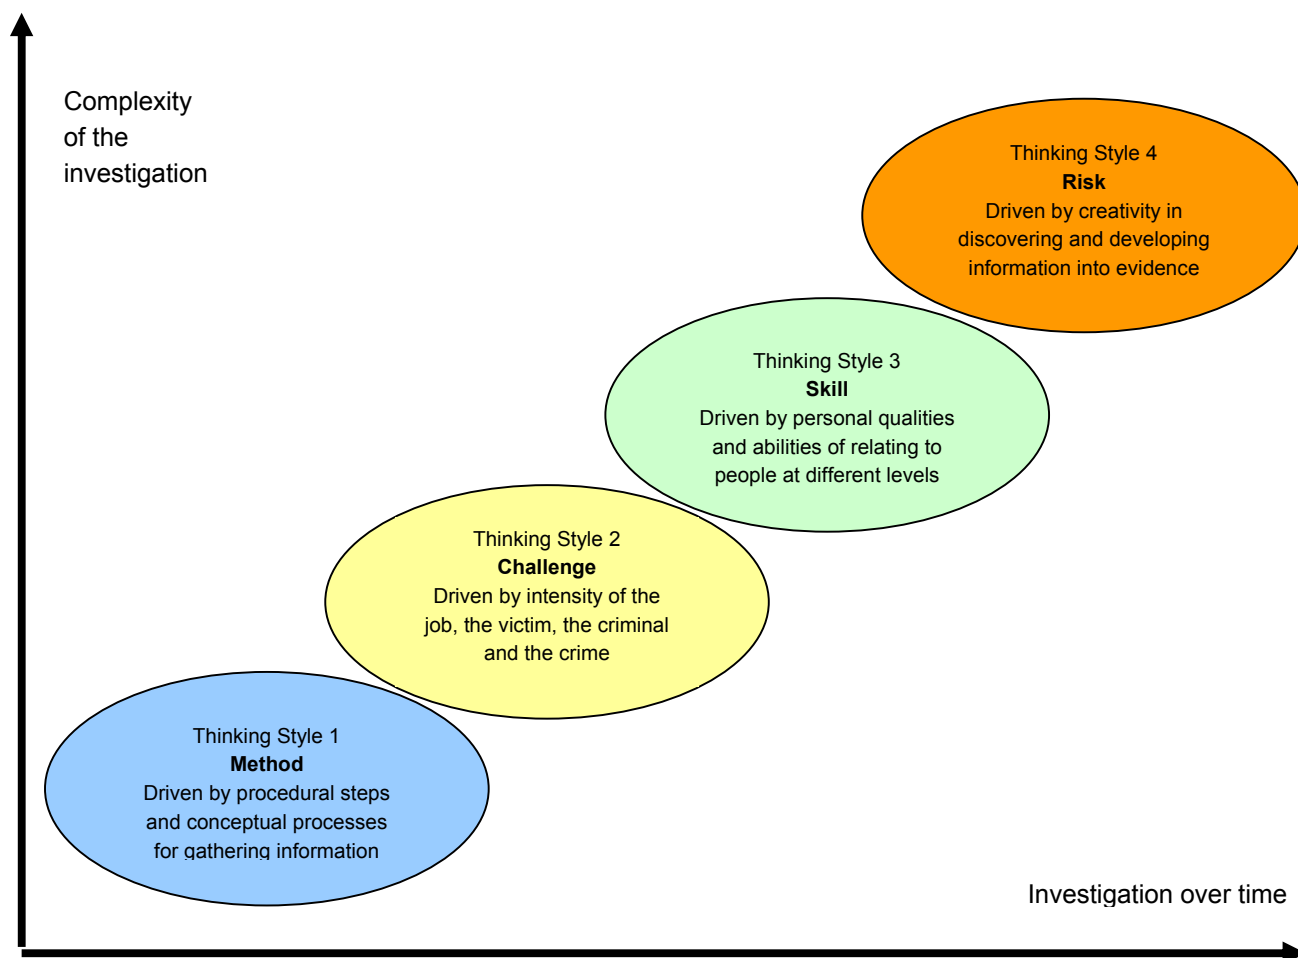 Complexity
of the
investigation
Thinking Style 4
Risk
Driven by creativity in
discovering and developing
information into evidence
Thinking Style 3
Skill
Driven by personal qualities
and abilities of relating to
people at different levels
Thinking Style 2
Challenge
Driven by intensity of the
job, the victim, the criminal
and the crime
Thinking Style 1
Method
Driven by procedural steps
and conceptual processes
for gathering information
Investigation over time